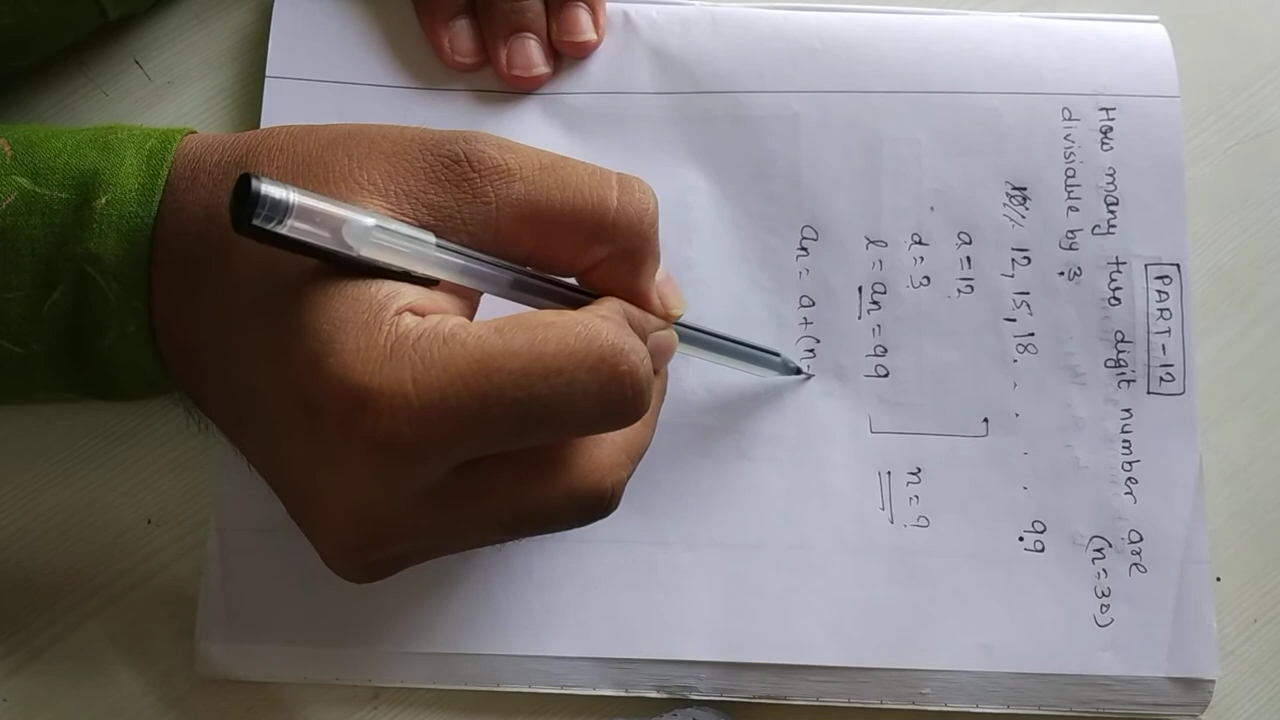 PART-12
How many two digit number are
divisiable by 3 (n=30)
12, 15, 18. . . . . 99
a=12
d=3
l=an=99 n=?
an = a+(n-